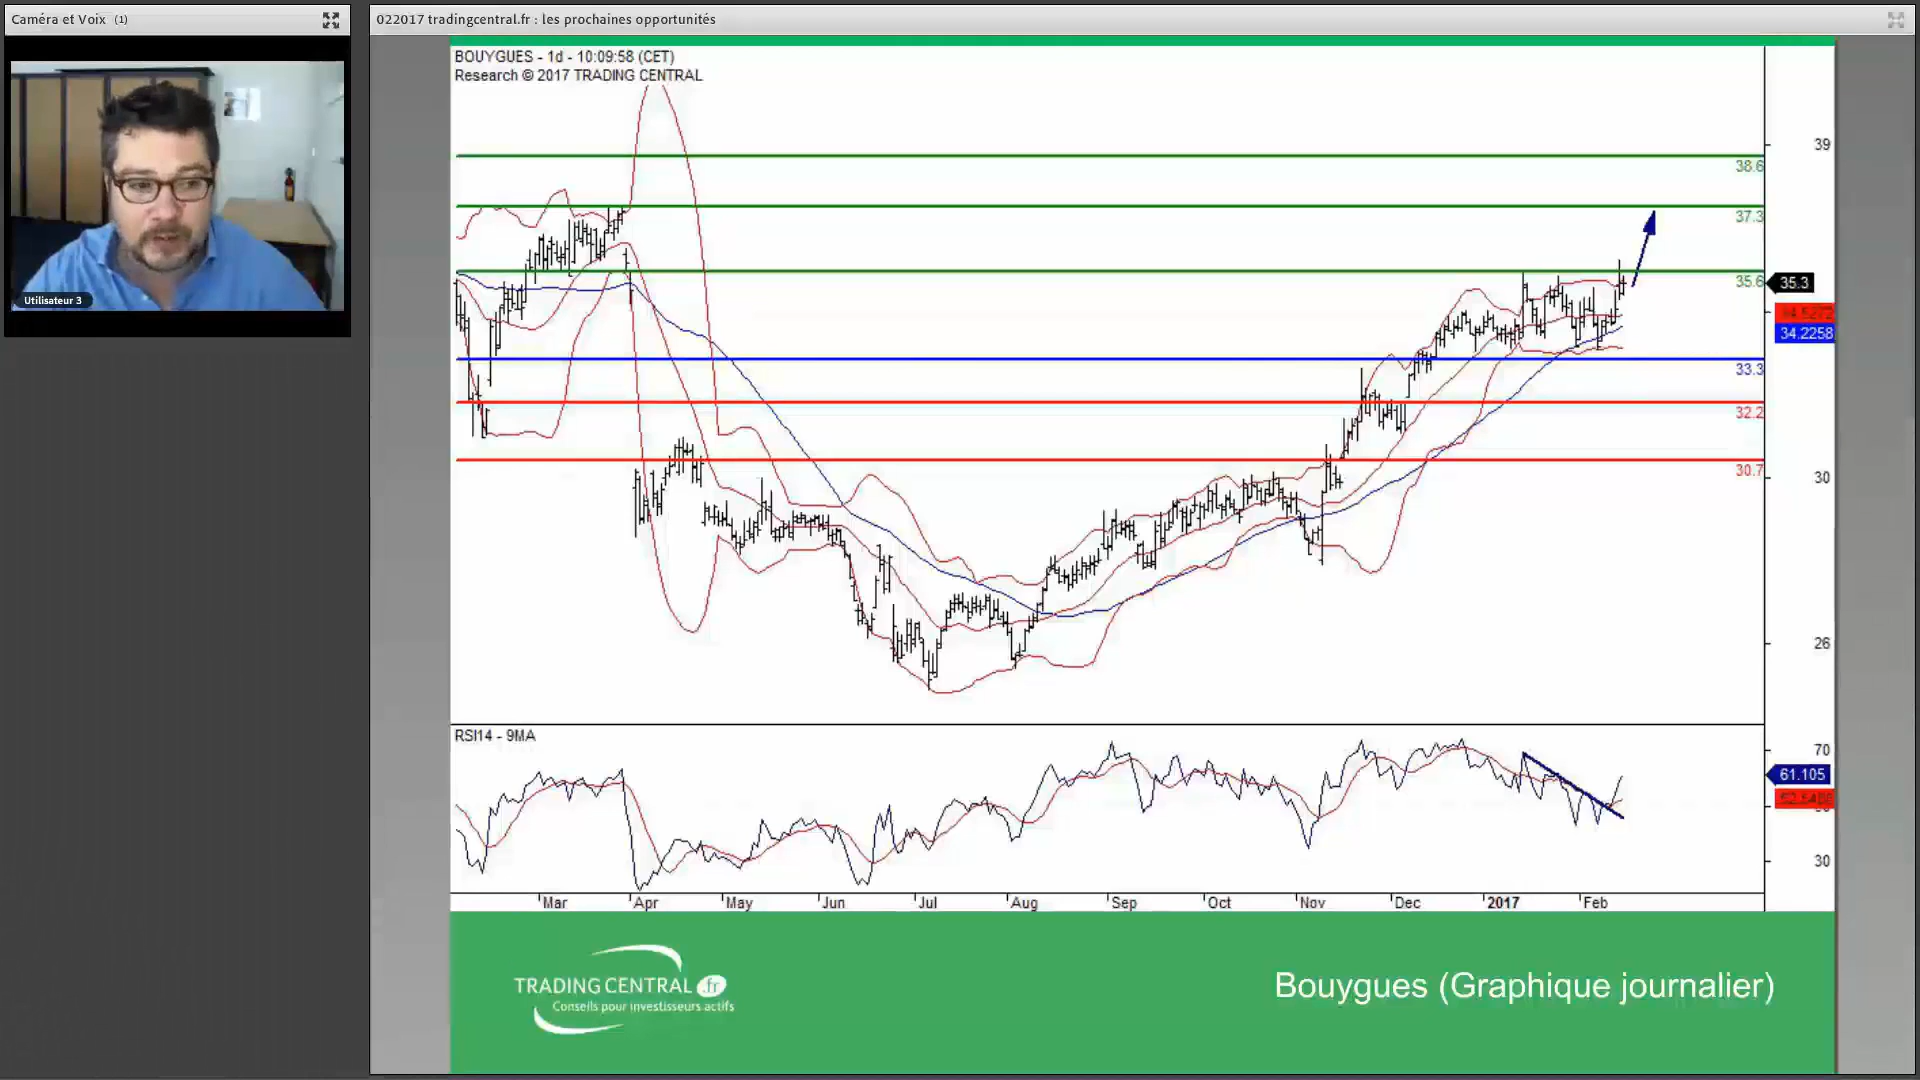 Caméra et Voix (1)
Utilisateur 3
022017 tradingcentral.fr : les prochaines opportunités
BOUYGUES - 1d - 10:09:58 (CET)
Research © 2017 TRADING CENTRAL
39
38.6
37.3
35.6
35.3
34.2258
33.3
32.2
30.7
30
26
RSI14 - 9MA
70
61.105
30
Mar Apr May Jun Jul Aug Sep Oct Nov Dec 2017 Feb
TRADING CENTRAL .fr
Conseils pour investisseurs actifs
Bouygues (Graphique journalier)